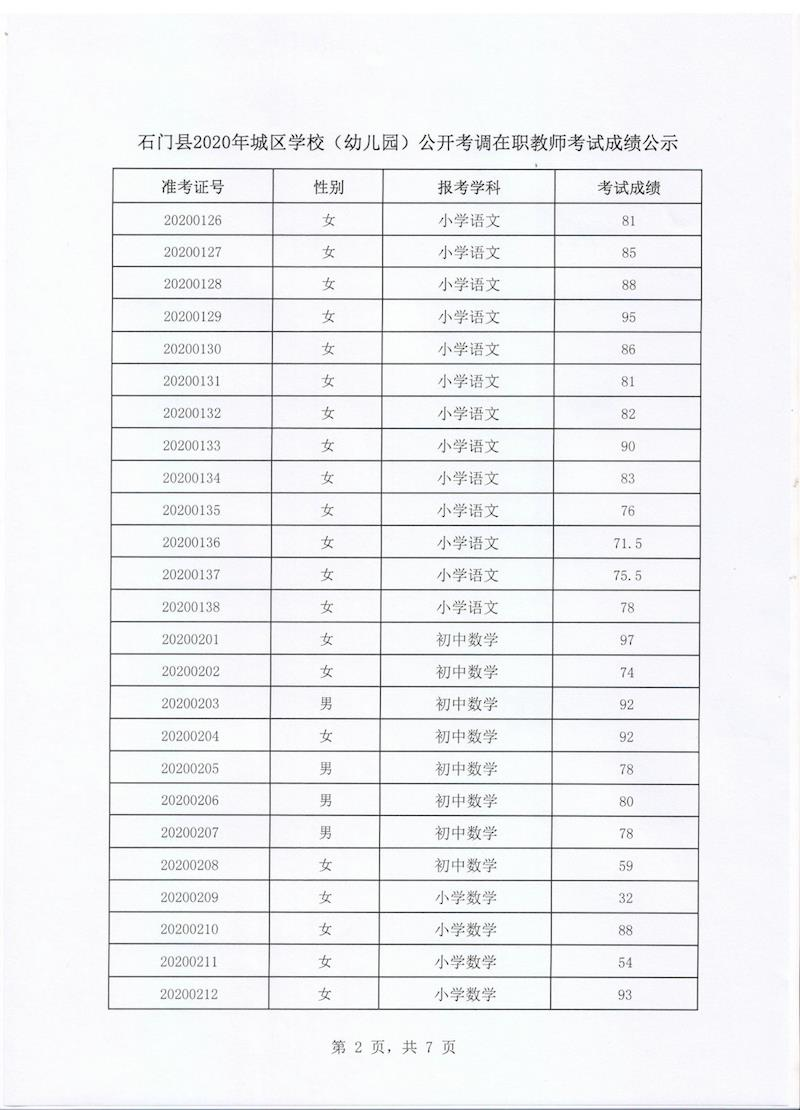 石门县2020年城区学校（幼儿园）公开考调在职教师考试成绩公示
准考证号 性别 报考学科 考试成绩
20200126 女 小学语文 81
20200127 女 小学语文 85
20200128 女 小学语文 88
20200129 女 小学语文 95
20200130 女 小学语文 86
20200131 女 小学语文 81
20200132 女 小学语文 82
20200133 女 小学语文 90
20200134 女 小学语文 83
20200135 女 小学语文 76
20200136 女 小学语文 71.5
20200137 女 小学语文 75.5
20200138 女 小学语文 78
20200201 女 初中数学 97
20200202 女 初中数学 74
20200203 男 初中数学 92
20200204 女 初中数学 92
20200205 男 初中数学 78
20200206 男 初中数学 80
20200207 男 初中数学 78
20200208 女 初中数学 59
20200209 女 小学数学 32
20200210 女 小学数学 88
20200211 女 小学数学 54
20200212 女 小学数学 93
第 2 页，共 7 页